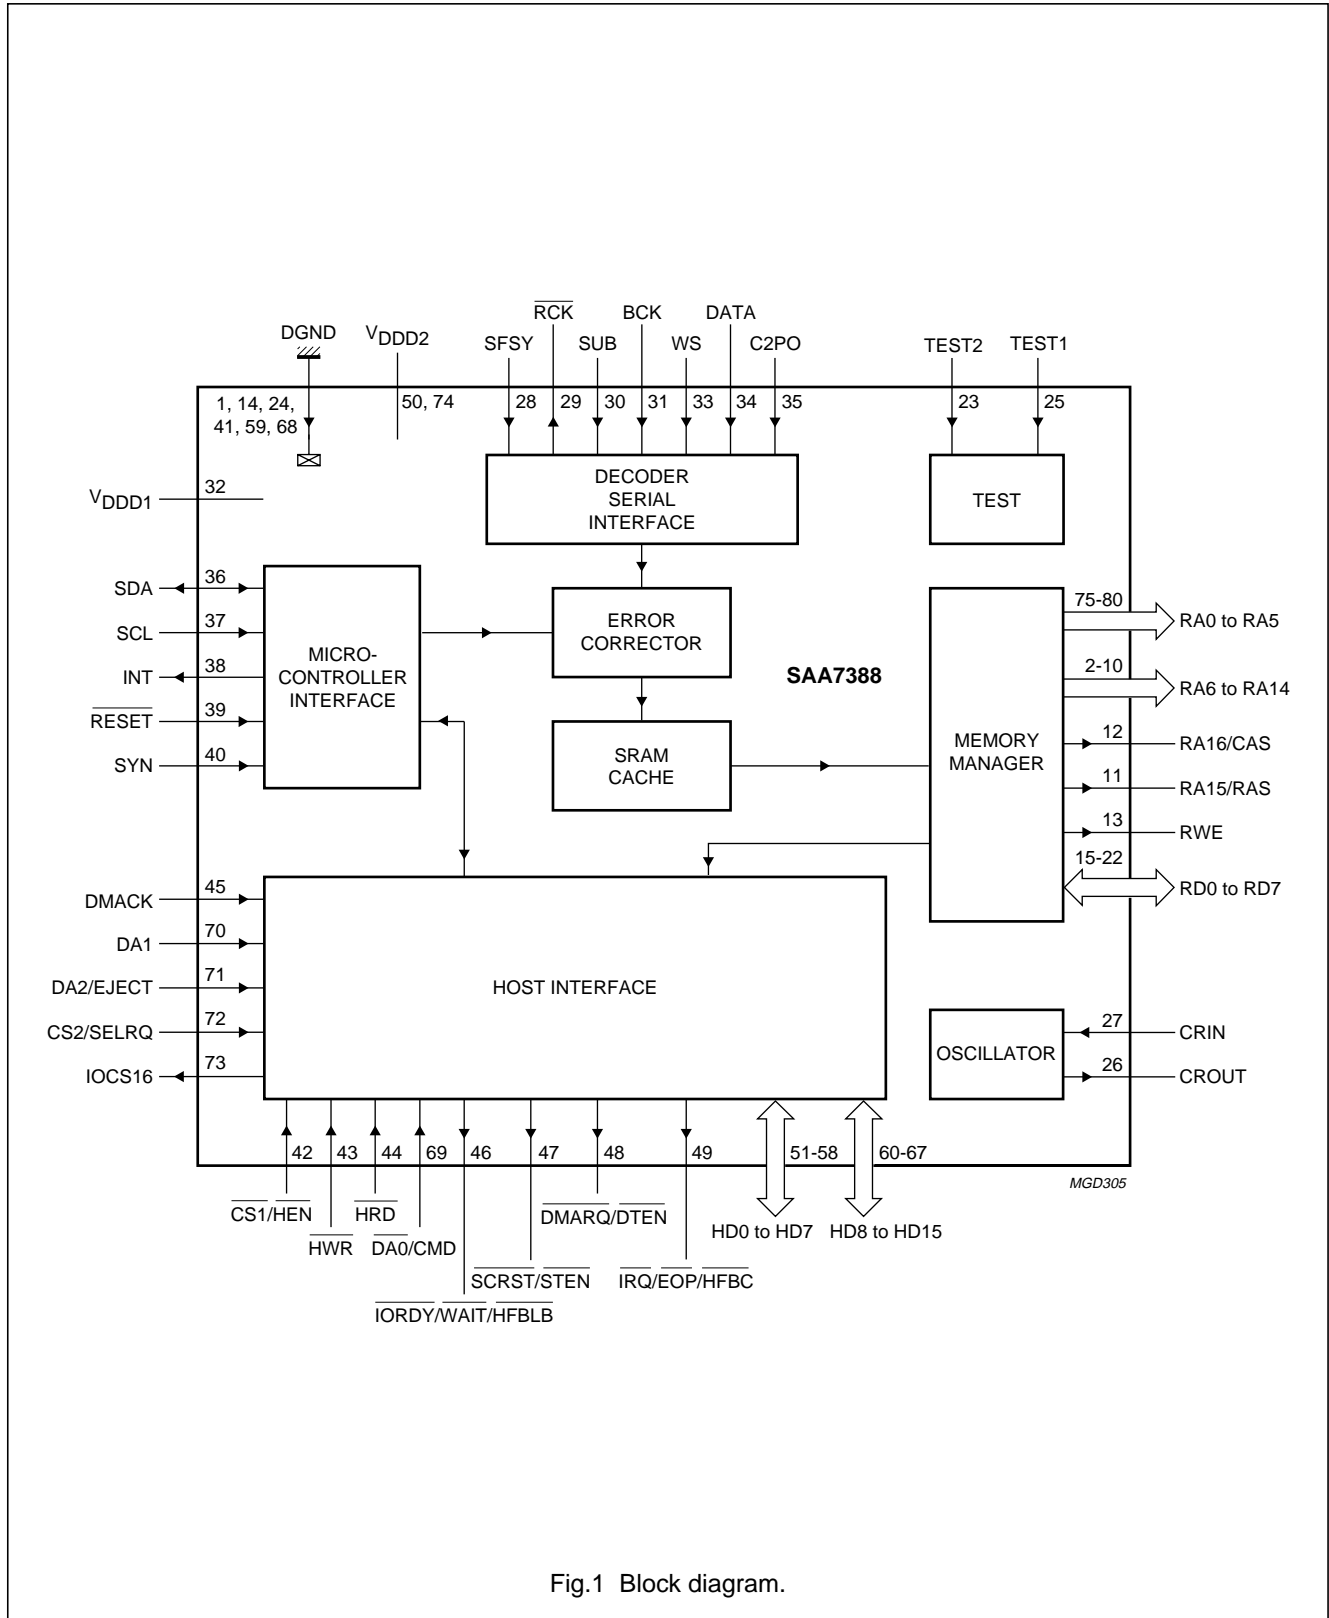 RCK BCK DATA
DGND VDDD2 SFSY SUB WS C2PO TEST2 TEST1
1, 14, 24,
41, 59, 68
50, 74
28 29 30 31 33 34 35
23 25
DECODER
SERIAL
INTERFACE
TEST
VDDD1 32
SDA 36
SCL 37
INT 38
RESET 39
SYN 40
MICRO-
CONTROLLER
INTERFACE
ERROR
CORRECTOR
SRAM
CACHE
SAA7388
MEMORY
MANAGER
75-80 RA0 to RA5
2-10 RA6 to RA14
12 RA16/CAS
11 RA15/RAS
13 RWE
15-22 RD0 to RD7
DMACK 45
DA1 70
DA2/EJECT 71
CS2/SELRQ 72
IOCS16 73
HOST INTERFACE
OSCILLATOR
27 CRIN
26 CROUT
42 43 44 69 46 47 48 49 51-58 60-67
MGD305
CS1/HEN HRD DMARQ/DTEN HD0 to HD7 HD8 to HD15
HWR DA0/CMD
SCRST/STEN IRQ/EOP/HFBC
IORDY/WAIT/HFBLB
Fig.1 Block diagram.